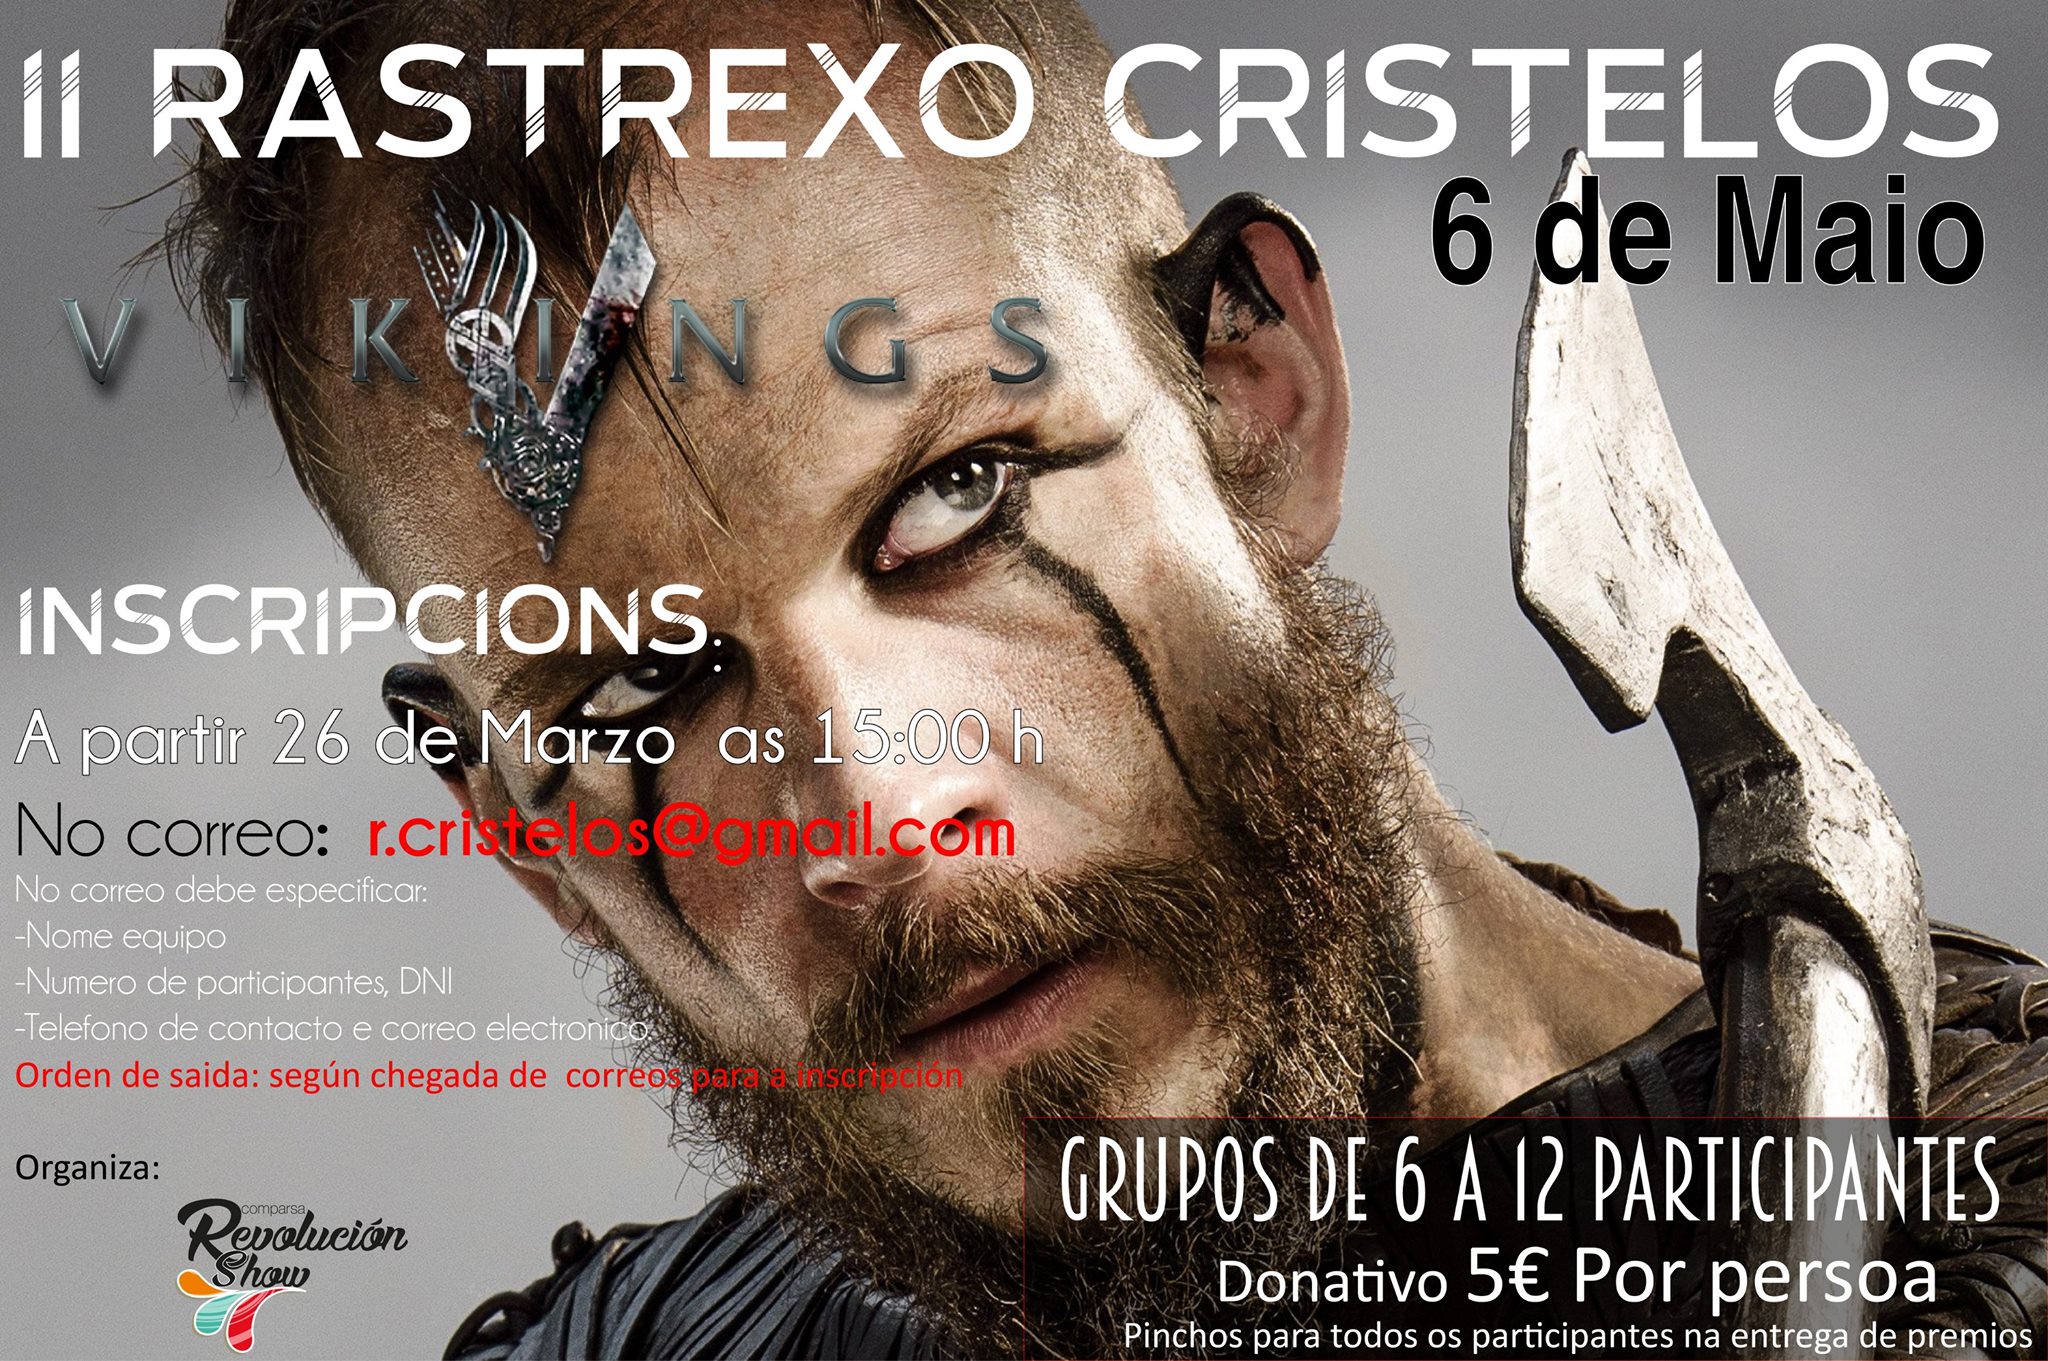 II RASTREXO CRISTELOS
6 de Maio
VIKINGS
INSCRIPCIONS:
A partir 26 de Marzo as 15:00 h
No correo: r.cristelos@gmail.com
No correo debe especificar:
-Nome equipo
-Numero de participantes, DNI
-Telefono de contacto e correo electronico.
Orden de saida: según chegada de correos para a inscripción
Organiza:
comparsa
Revolución
Show
GRUPOS DE 6 A 12 PARTICIPANTES
Donativo 5€ Por persoa
Pinchos para todos os participantes na entrega de premios